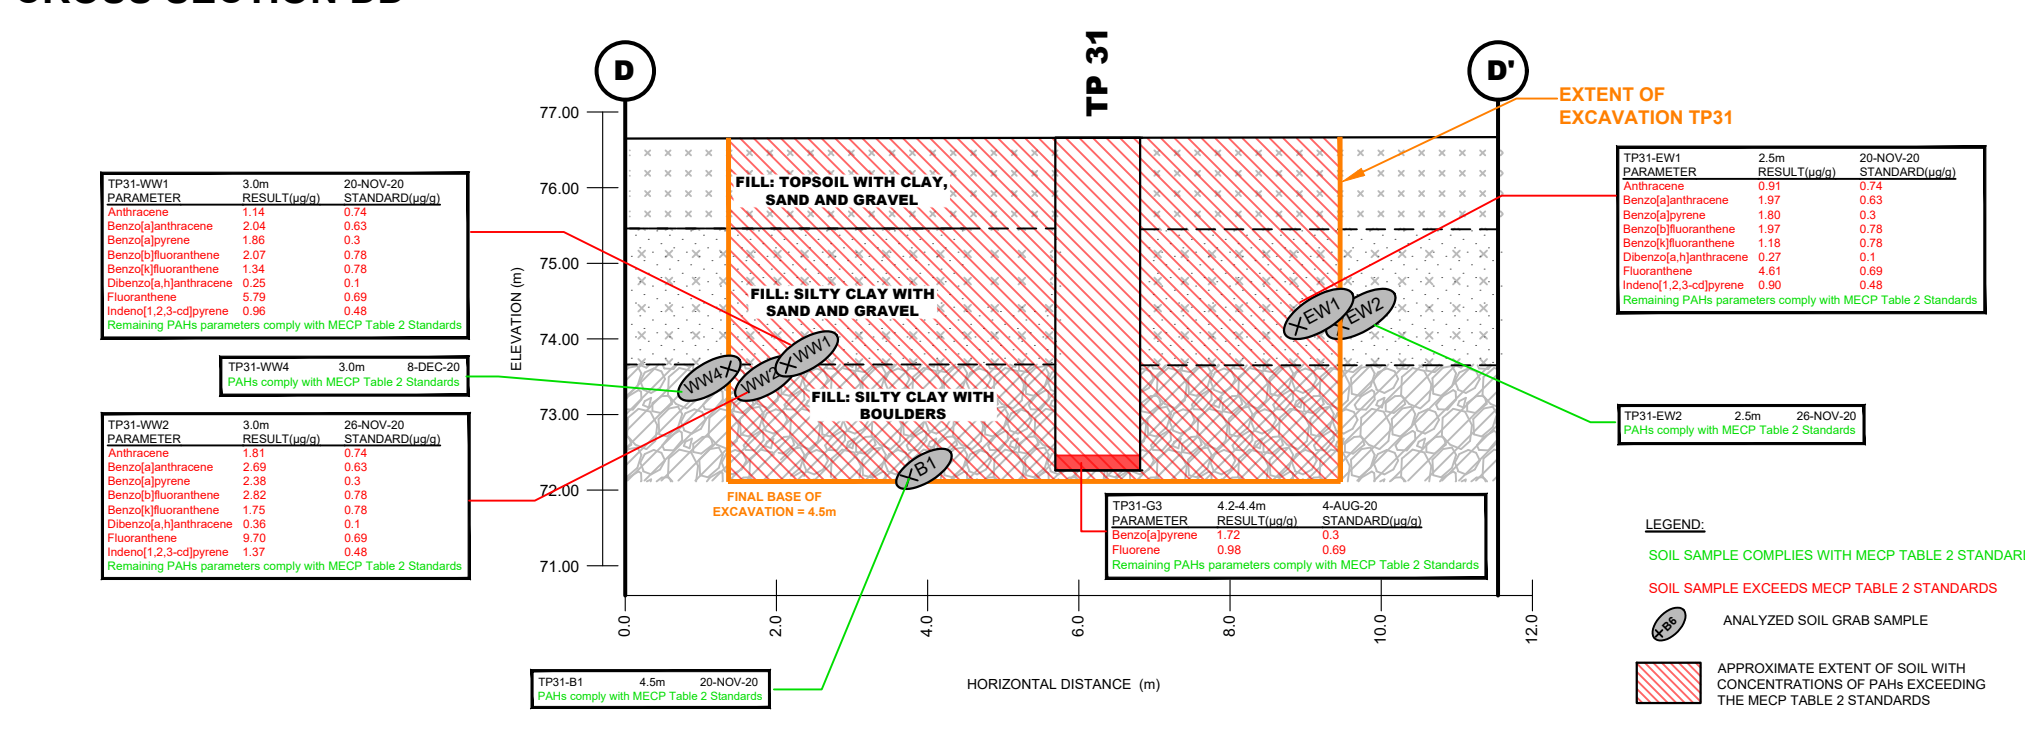 CROSS SECTION DD'
D
TP 31
D'
EXTENT OF
EXCAVATION TP31
77.00
76.00
75.00
74.00
73.00
72.00
71.00
ELEVATION (m)
TP31-WW1 3.0m 20-NOV-20
PARAMETER RESULT(µg/g) STANDARD(µg/g)
Anthracene 1.14 0.74
Benzo[a]anthracene 2.04 0.63
Benzo[a]pyrene 1.86 0.3
Benzo[b]fluoranthene 2.07 0.78
Benzo[k]fluoranthene 1.34 0.78
Dibenzo[a,h]anthracene 0.25 0.1
Fluoranthene 5.79 0.69
Indeno[1,2,3-cd]pyrene 0.96 0.48
Remaining PAHs parameters comply with MECP Table 2 Standards
TP31-WW4 3.0m 8-DEC-20
PAHs comply with MECP Table 2 Standards
TP31-WW2 3.0m 26-NOV-20
PARAMETER RESULT(µg/g) STANDARD(µg/g)
Anthracene 1.81 0.74
Benzo[a]anthracene 2.69 0.63
Benzo[a]pyrene 2.38 0.3
Benzo[b]fluoranthene 2.82 0.78
Benzo[k]fluoranthene 1.75 0.78
Dibenzo[a,h]anthracene 0.36 0.1
Fluoranthene 9.70 0.69
Indeno[1,2,3-cd]pyrene 1.37 0.48
Remaining PAHs parameters comply with MECP Table 2 Standards
FILL: TOPSOIL WITH CLAY,
SAND AND GRAVEL
FILL: SILTY CLAY WITH
SAND AND GRAVEL
FILL: SILTY CLAY WITH
BOULDERS
WW4
WW2
WW1
EW1
EW2
B1
FINAL BASE OF
EXCAVATION = 4.5m
TP31-EW1 2.5m 20-NOV-20
PARAMETER RESULT(µg/g) STANDARD(µg/g)
Anthracene 0.91 0.74
Benzo[a]anthracene 1.97 0.63
Benzo[a]pyrene 1.80 0.3
Benzo[b]fluoranthene 1.97 0.78
Benzo[k]fluoranthene 1.18 0.78
Dibenzo[a,h]anthracene 0.27 0.1
Fluoranthene 4.61 0.69
Indeno[1,2,3-cd]pyrene 0.90 0.48
Remaining PAHs parameters comply with MECP Table 2 Standards
TP31-EW2 2.5m 26-NOV-20
PAHs comply with MECP Table 2 Standards
TP31-G3 4.2-4.4m 4-AUG-20
PARAMETER RESULT(µg/g) STANDARD(µg/g)
Benzo[a]pyrene 1.72 0.3
Fluorene 0.98 0.69
Remaining PAHs parameters comply with MECP Table 2 Standards
0.0
2.0
4.0
6.0
8.0
10.0
12.0
HORIZONTAL DISTANCE (m)
TP31-B1 4.5m 20-NOV-20
PAHs comply with MECP Table 2 Standards
LEGEND:
SOIL SAMPLE COMPLIES WITH MECP TABLE 2 STANDAR
SOIL SAMPLE EXCEEDS MECP TABLE 2 STANDARDS
B6
ANALYZED SOIL GRAB SAMPLE
APPROXIMATE EXTENT OF SOIL WITH
CONCENTRATIONS OF PAHs EXCEEDING
THE MECP TABLE 2 STANDARDS